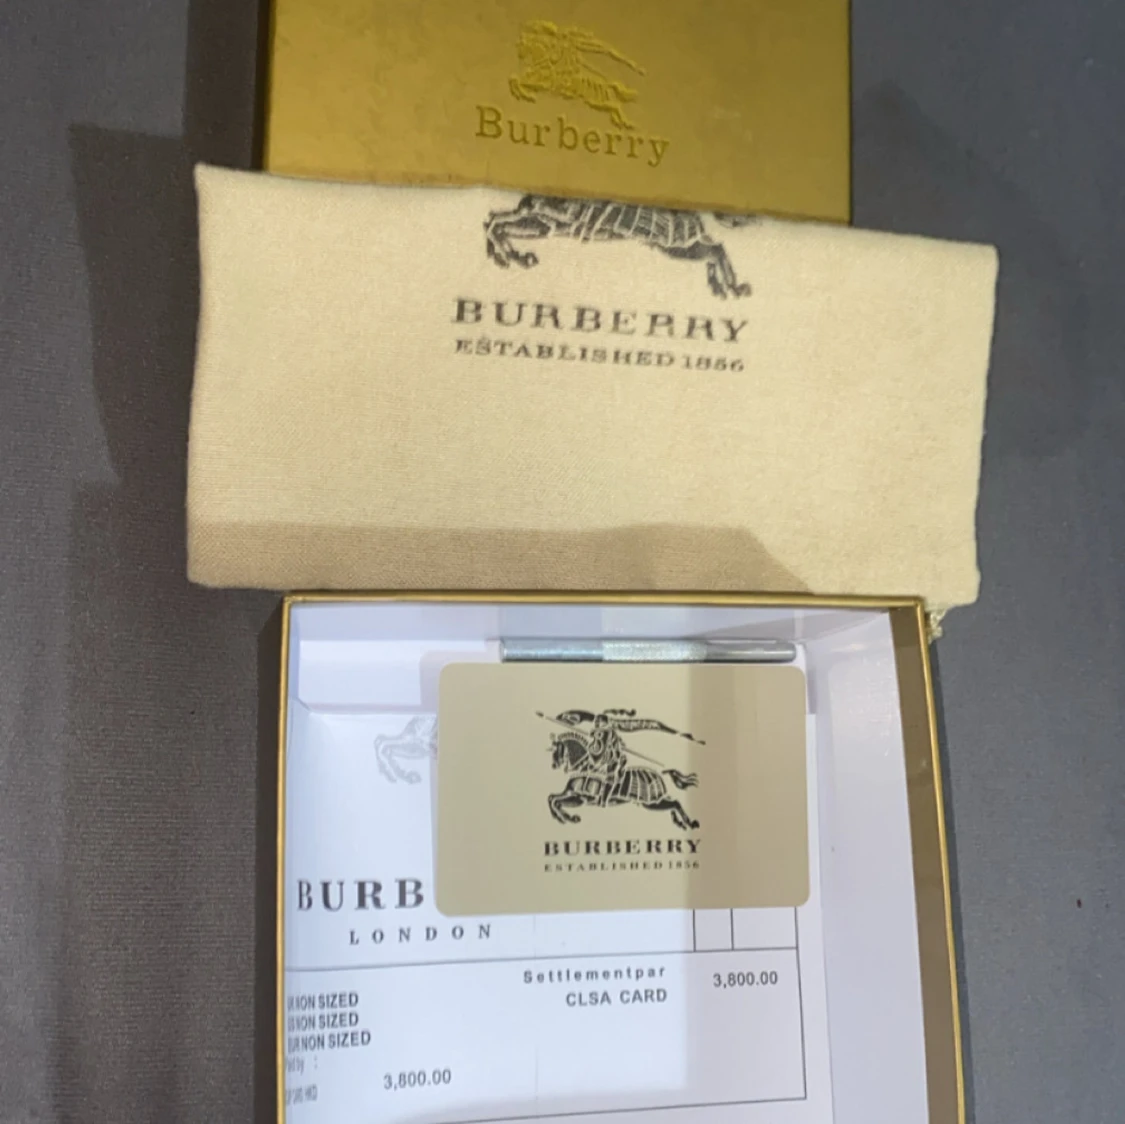 Burberry
BURBERRY
ESTABLISHED 1856
BURBERRY
ESTABLISHED 1856
BURB
LONDON
Settlementpar 3,800.00
CLSA CARD
NON SIZED
NON SIZED
NON SIZED
by :
3,800.00